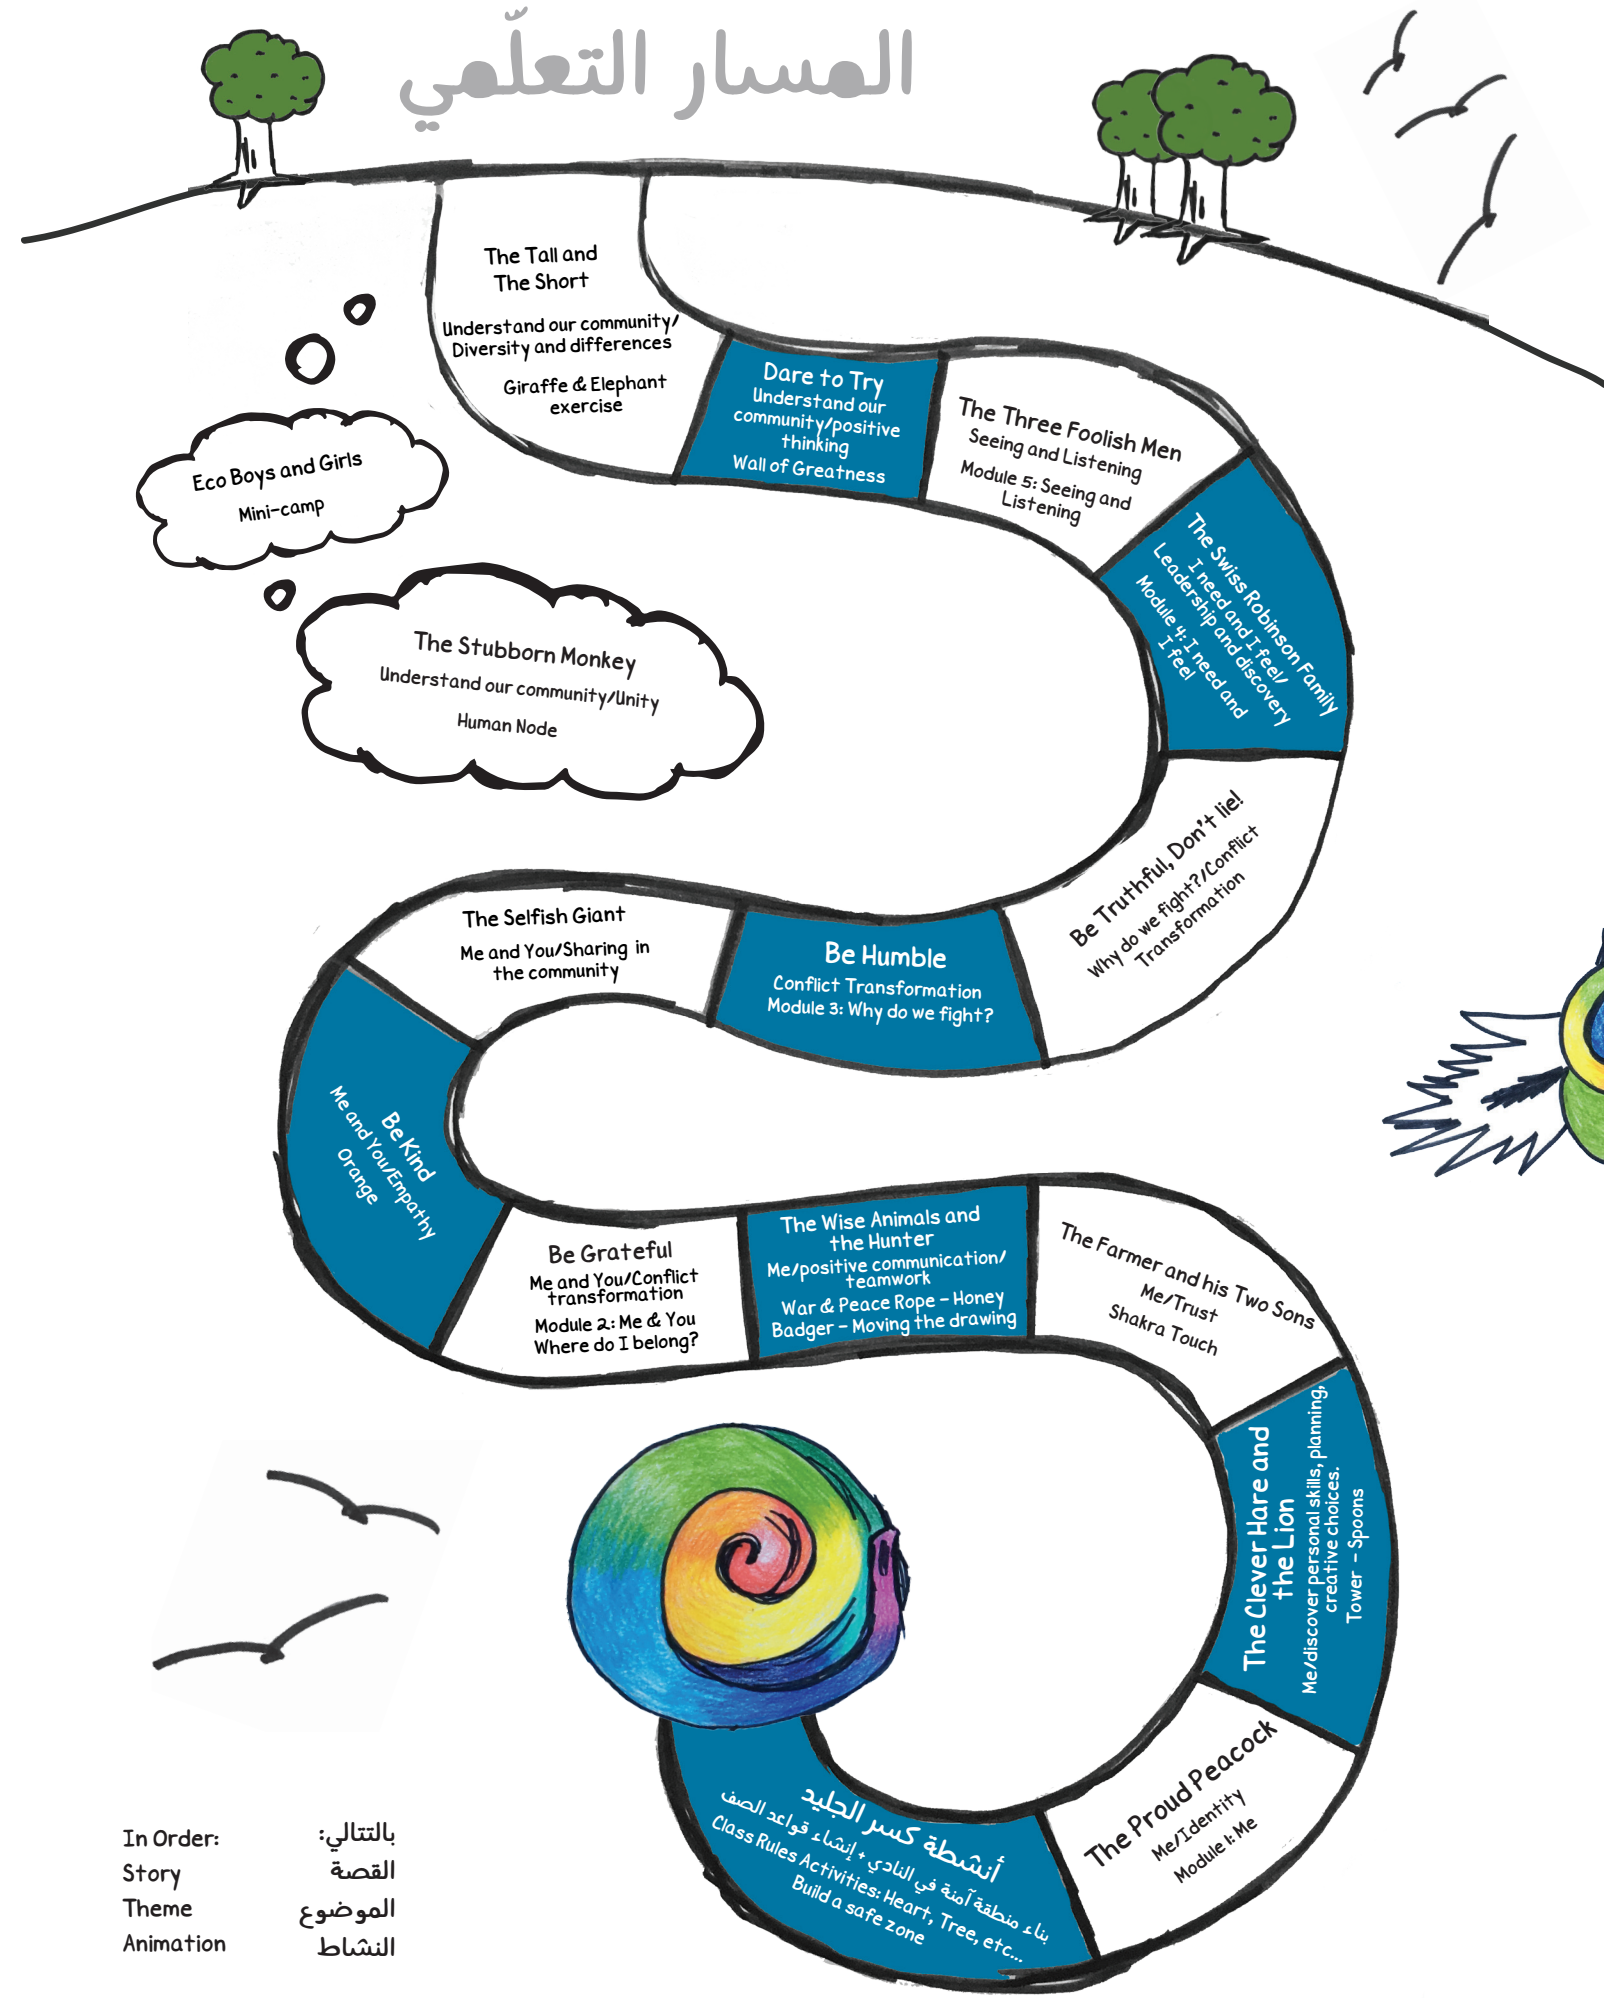 المسار التعلّمي
The Tall and
The Short
Understand our community/
Diversity and differences
Giraffe & Elephant
exercise
Dare to Try
Understand our
community/positive
thinking
Wall of Greatness
The Three Foolish Men
Seeing and Listening
Module 5: Seeing and
Listening
The Swiss Robinson Family
I need and I feel/
Leadership and discovery
Module 4: I need and
I feel
Eco Boys and Girls
Mini-camp
The Stubborn Monkey
Understand our community/Unity
Human Node
Be Truthful, Don't lie!
Why do we fight?/Conflict
Transformation
Be Humble
Conflict Transformation
Module 3: Why do we fight?
The Selfish Giant
Me and You/Sharing in
the community
Be Kind
Me and You/Empathy
Orange
Be Grateful
Me and You/Conflict
transformation
Module 2: Me & You
Where do I belong?
The Wise Animals and
the Hunter
Me/positive communication/
teamwork
War & Peace Rope – Honey
Badger – Moving the drawing
The Farmer and his Two Sons
Me/Trust
Shakra Touch
The Clever Hare and
the Lion
Me/discover personal skills, planning,
creative choices.
Tower – Spoons
The Proud Peacock
Me/Identity
Module 1: Me
أنشطة كسر الجليد
بناء منطقة آمنة في النادي + إنشاء قواعد الصف
Class Rules Activities: Heart, Tree, etc...
Build a safe zone
In Order:
Story
Theme
Animation
بالتتالي:
القصة
الموضوع
النشاط